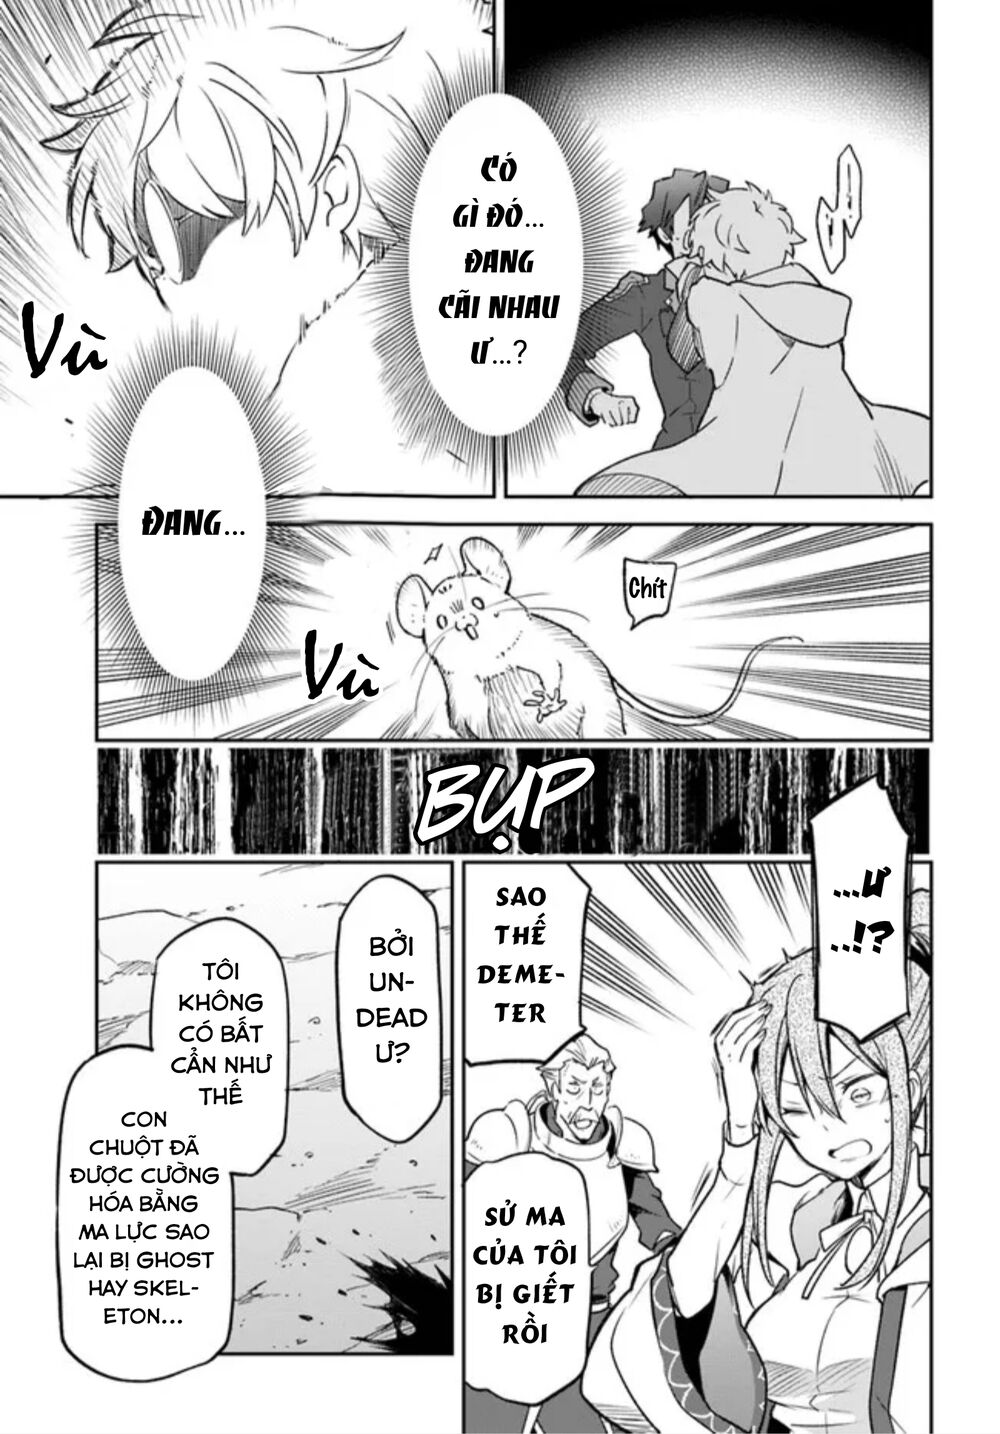 CÓ
GÌ ĐÓ...
ĐANG
CÃI NHAU
Ư...?
Vù
ĐANG...
Chít
Vù
BỤP
...Ư
..!?
SAO
THẾ
DEME-
TER
SỬ MA
CỦA TÔI
BỊ GIẾT
RỒI
BỞI
UN-
DEAD
Ư?
TÔI
KHÔNG
CÓ BẤT
CẨN NHƯ
THẾ
CON
CHUỘT ĐÃ
ĐƯỢC CƯỜNG
HÓA BẰNG
MA LỰC SAO
LẠI BỊ GHOST
HAY SKEL-
ETON...